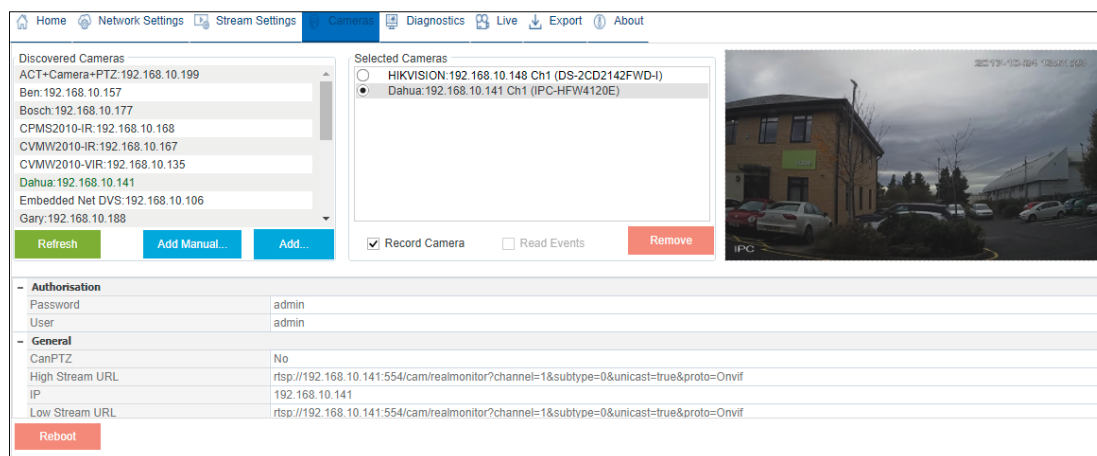 Home Network Settings Stream Settings Cameras Diagnostics Live Export About
Discovered Cameras
ACT+Camera+PTZ:192.168.10.199
Ben:192.168.10.157
Bosch:192.168.10.177
CPMS2010-IR:192.168.10.168
CVMW2010-IR:192.168.10.167
CVMW2010-VIR:192.168.10.135
Dahua:192.168.10.141
Embedded Net DVS:192.168.10.106
Gary:192.168.10.188
Refresh Add Manual... Add...
Selected Cameras
HIKVISION:192.168.10.148 Ch1 (DS-2CD2142FWD-I)
Dahua:192.168.10.141 Ch1 (IPC-HFW4120E)
Record Camera Read Events Remove
IPC
Authorisation
Password admin
User admin
General
CanPTZ No
High Stream URL rtsp://192.168.10.141:554/cam/realmonitor?channel=1&subtype=0&unicast=true&proto=Onvif
IP 192.168.10.141
Low Stream URL rtsp://192.168.10.141:554/cam/realmonitor?channel=1&subtype=0&unicast=true&proto=Onvif
Reboot